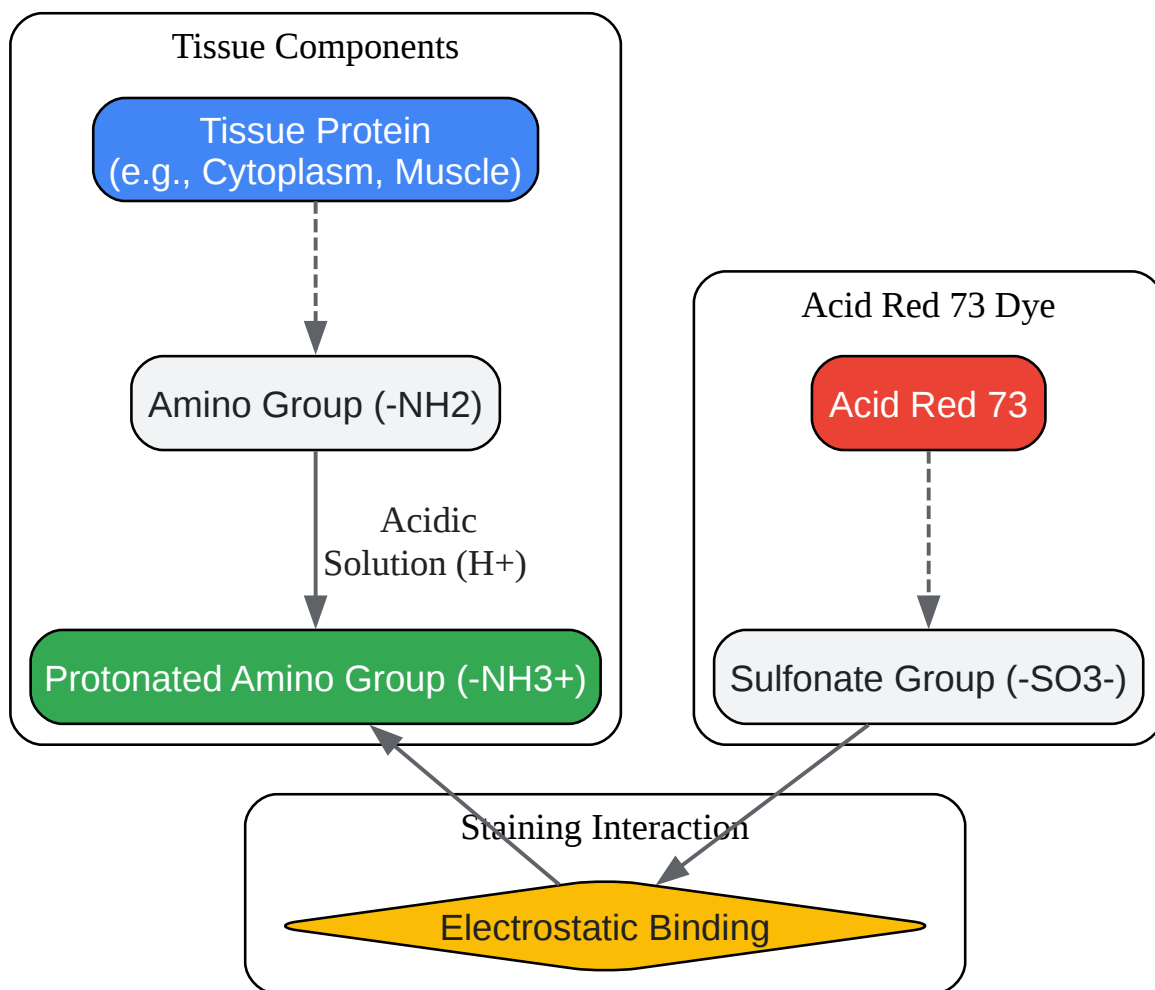 Tissue Components
Tissue Protein
(e.g., Cytoplasm, Muscle)
Amino Group (-NH2)
Acidic
Solution (H+)
Protonated Amino Group (-NH3+)
Acid Red 73 Dye
Acid Red 73
Sulfonate Group (-SO3-)
Staining Interaction
Electrostatic Binding